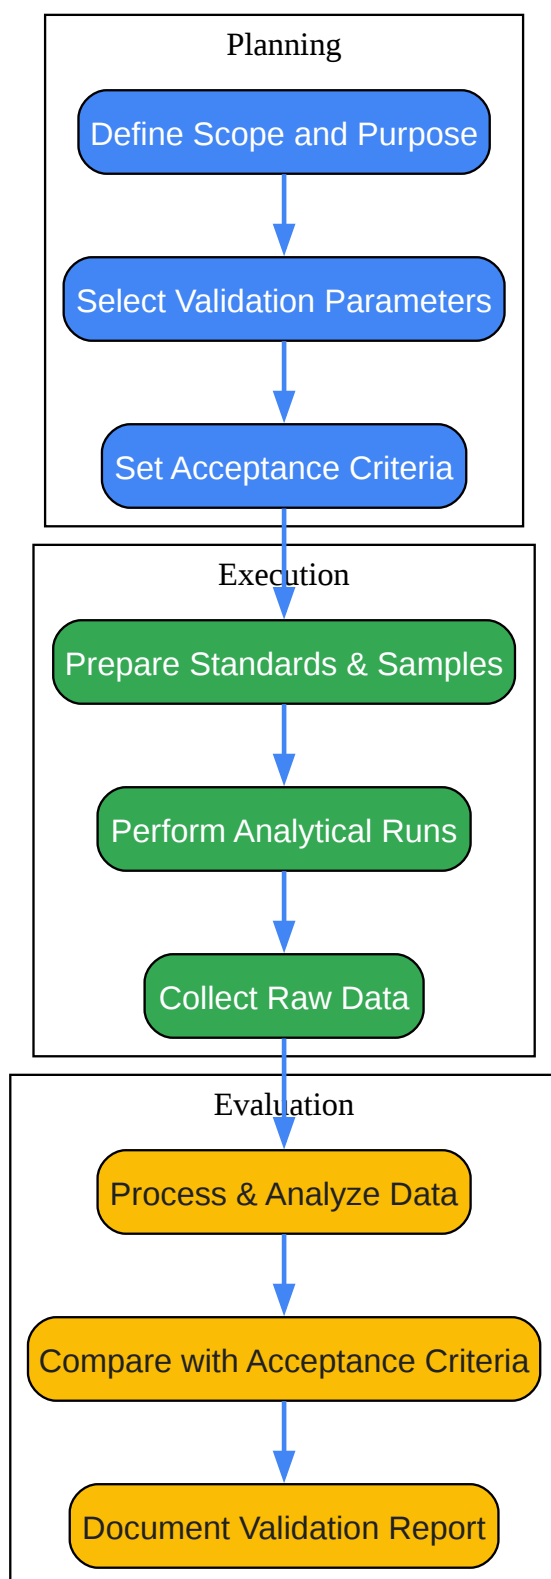 Planning
Define Scope and Purpose
Select Validation Parameters
Set Acceptance Criteria
Execution
Prepare Standards & Samples
Perform Analytical Runs
Collect Raw Data
Evaluation
Process & Analyze Data
Compare with Acceptance Criteria
Document Validation Report